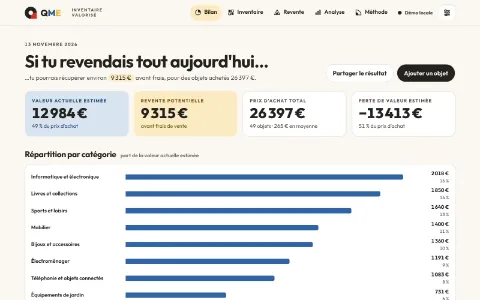 QME
INVENTAIRE
VALORISÉ
Bilan
Inventaire
Revente
Analyse
Méthode
Démo locale
13 NOVEMBRE 2026
Si tu revendais tout aujourd'hui...
...tu pourrais récupérer environ 9 315 € avant frais, pour des objets achetés 26 397 €.
Partager le résultat
Ajouter un objet
VALEUR ACTUELLE ESTIMÉE
12 984 €
49 % du prix d'achat
REVENTE POTENTIELLE
9 315 €
avant frais de vente
PRIX D'ACHAT TOTAL
26 397 €
49 objets · 265 € en moyenne
PERTE DE VALEUR ESTIMÉE
−13 413 €
51 % du prix d'achat
Répartition par catégorie
part de la valeur actuelle estimée
Informatique et électronique
2 018 €
Livres et collections
1 850 €
Sports et loisirs
1 640 €
Mobilier
1 400 €
11 %
Bijoux et accessoires
1 360 €
10 %
Électroménager
1 191 €
9 %
Téléphonie et objets connectés
1 083 €
8 %
Équipements de jardin
731 €